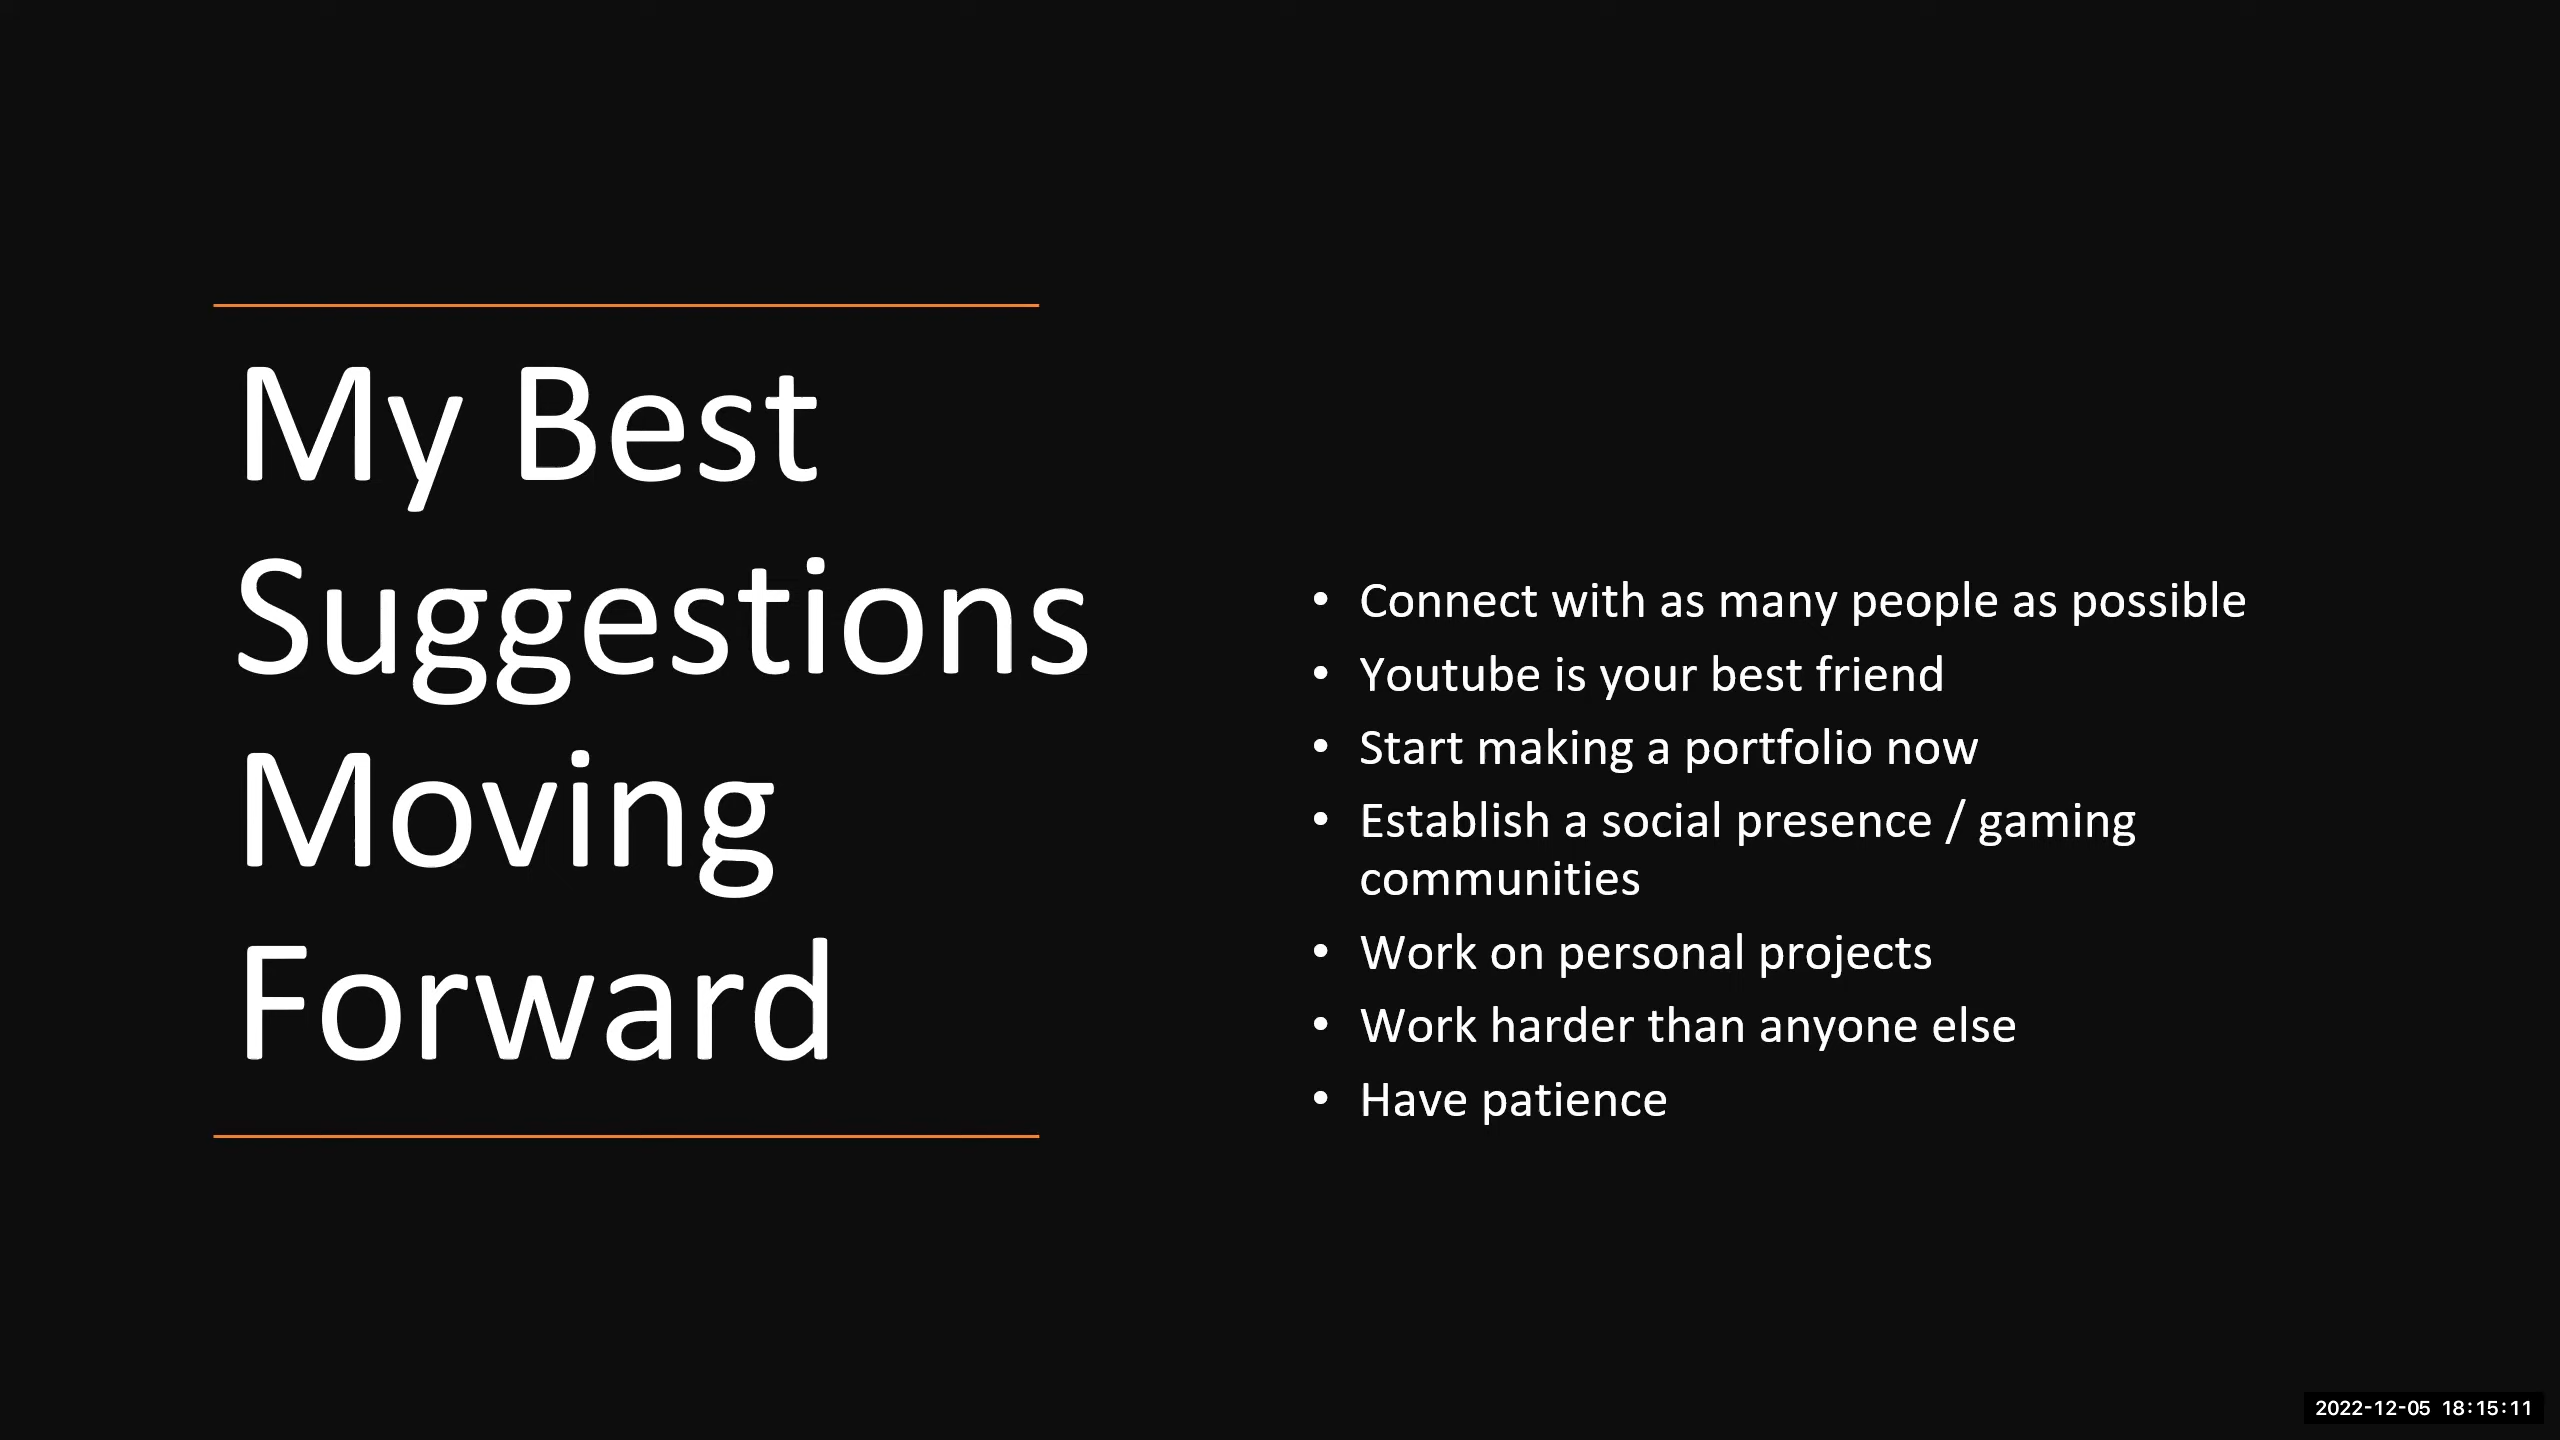 My Best
Suggestions
Moving
Forward
• Connect with as many people as possible
• Youtube is your best friend
• Start making a portfolio now
• Establish a social presence / gaming
communities
• Work on personal projects
• Work harder than anyone else
• Have patience
2022-12-05 18:15:11